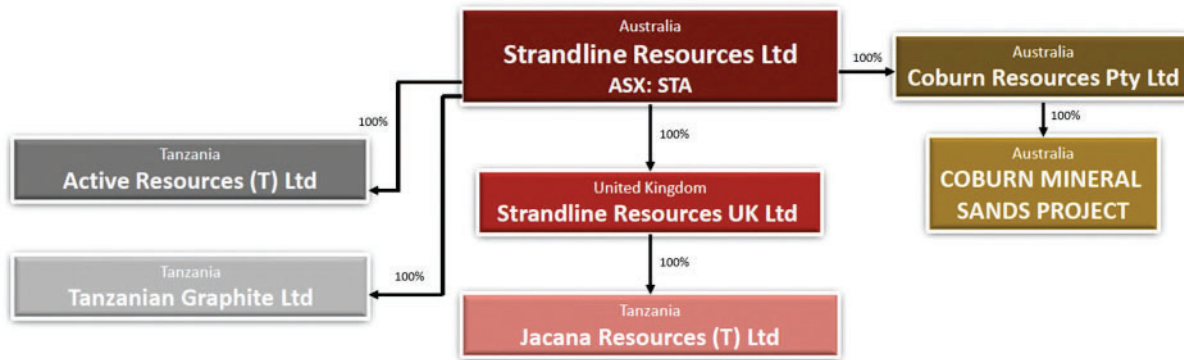 Australia
Strandline Resources Ltd
ASX: STA
100%
Australia
Coburn Resources Pty Ltd
100%
100%
100%
Tanzania
Active Resources (T) Ltd
United Kingdom
Strandline Resources UK Ltd
Australia
COBURN MINERAL
SANDS PROJECT
100%
100%
Tanzania
Tanzanian Graphite Ltd
Tanzania
Jacana Resources (T) Ltd